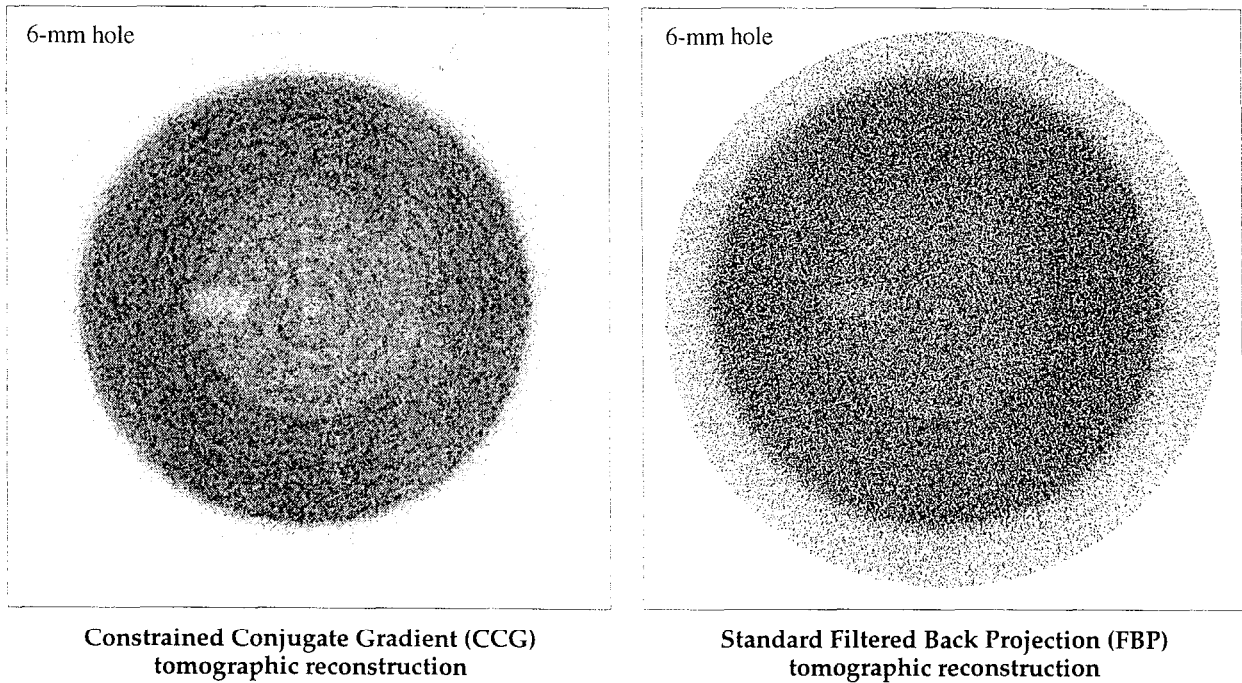 6-mm hole
6-mm hole
Constrained Conjugate Gradient (CCG)
tomographic reconstruction
Standard Filtered Back Projection (FBP)
tomographic reconstruction